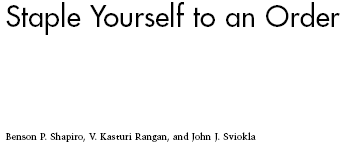 Staple Yourself to an Order
Benson P. Shapiro, V. Kasturi Rangan, and John J. Sviokla